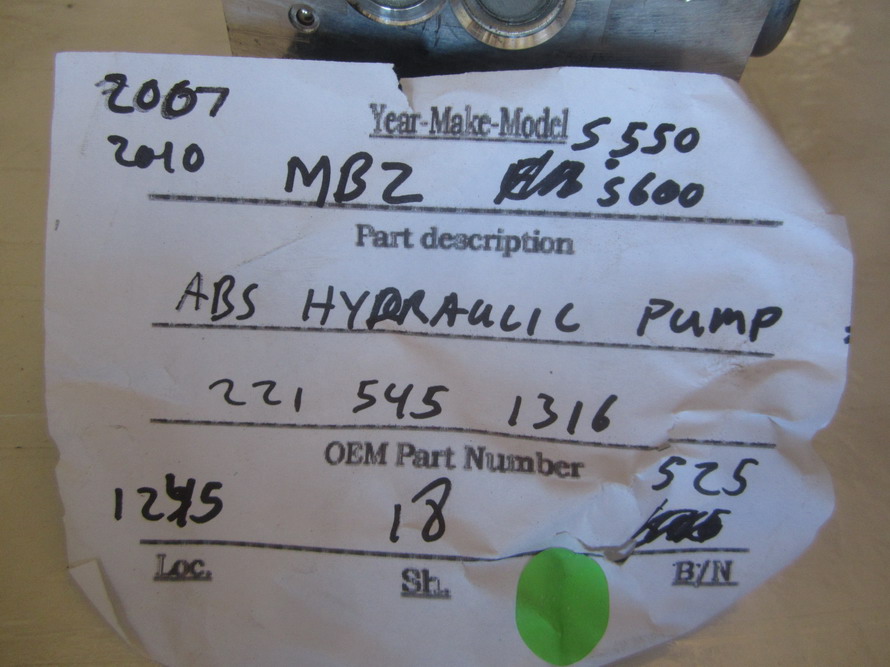 2007
Year-Make-Model S550
2010 MBZ S600
Part description
ABS HYDRAULIC PUMP
221 545 1316
OEM Part Number
525
1245 18
Loc. Sh. B/N